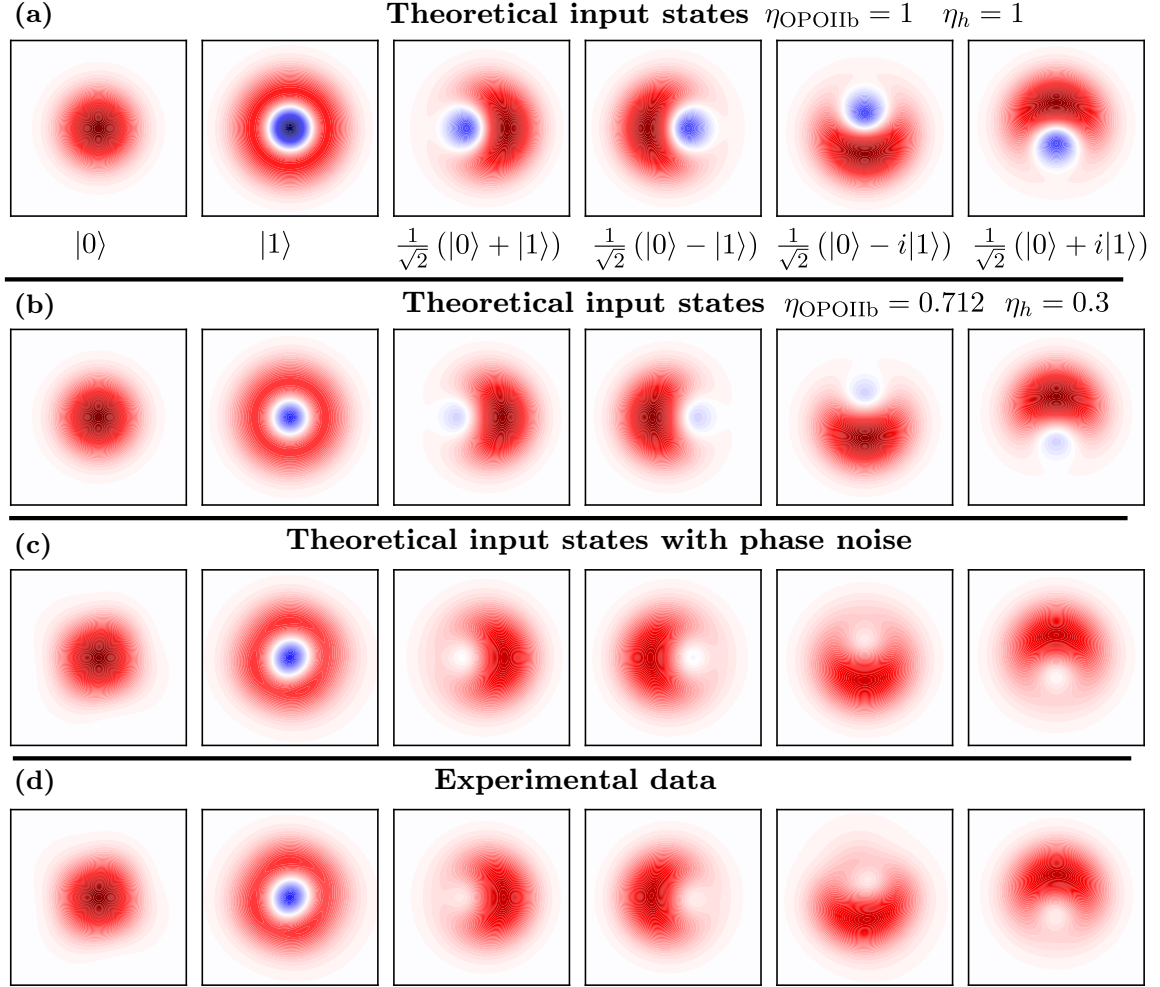 (a) Theoretical input states η_OPOIIb = 1 η_h = 1
|0⟩ |1⟩ 1/√2 (|0⟩ + |1⟩) 1/√2 (|0⟩ − |1⟩) 1/√2 (|0⟩ − i|1⟩) 1/√2 (|0⟩ + i|1⟩)
(b) Theoretical input states η_OPOIIb = 0.712 η_h = 0.3
(c) Theoretical input states with phase noise
(d) Experimental data